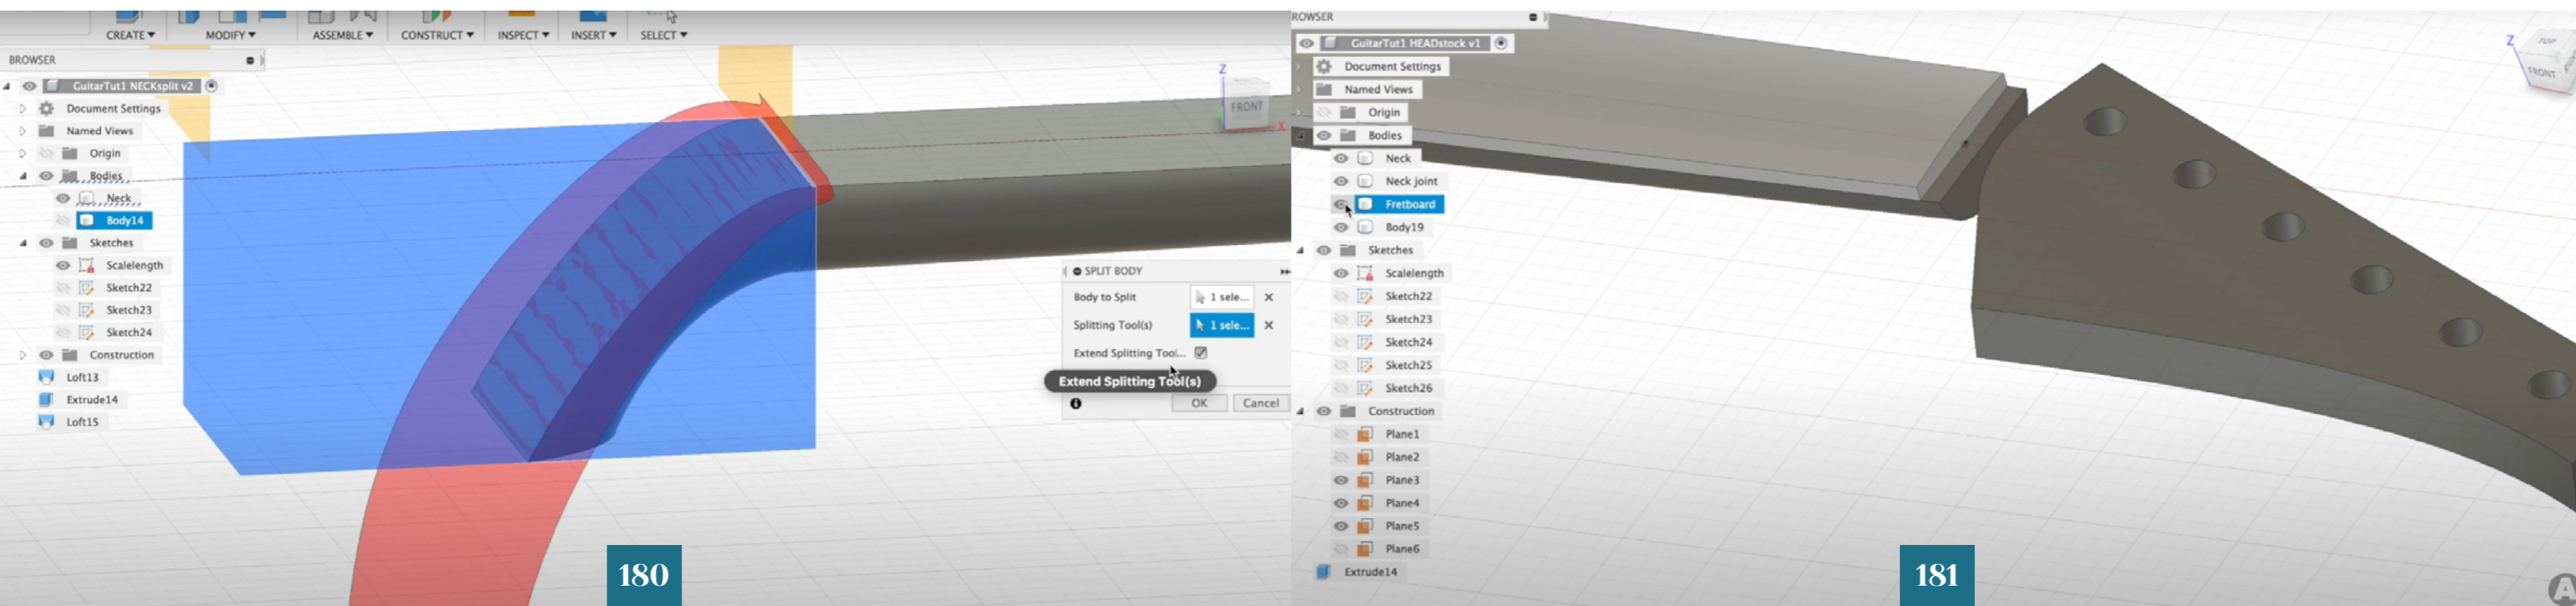 CREATE ▾ MODIFY ▾ ASSEMBLE ▾ CONSTRUCT ▾ INSPECT ▾ INSERT ▾ SELECT ▾
BROWSER
GuitarTut1 NECKsplit v2
Document Settings
Named Views
Origin
Bodies
Neck
Body14
Sketches
Scalelength
Sketch22
Sketch23
Sketch24
Construction
Loft13
Extrude14
Loft15
Z
FRONT
X
SPLIT BODY
Body to Split 1 sele...
Splitting Tool(s) 1 sele...
Extend Splitting Tool...
Extend Splitting Tool(s)
OK Cancel
180
ROWSER
GuitarTut1 HEADstock v1
Document Settings
Named Views
Origin
Bodies
Neck
Neck joint
Fretboard
Body19
Sketches
Scalelength
Sketch22
Sketch23
Sketch24
Sketch25
Sketch26
Construction
Plane1
Plane2
Plane3
Plane4
Plane5
Plane6
Extrude14
Z
TOP
FRONT
181